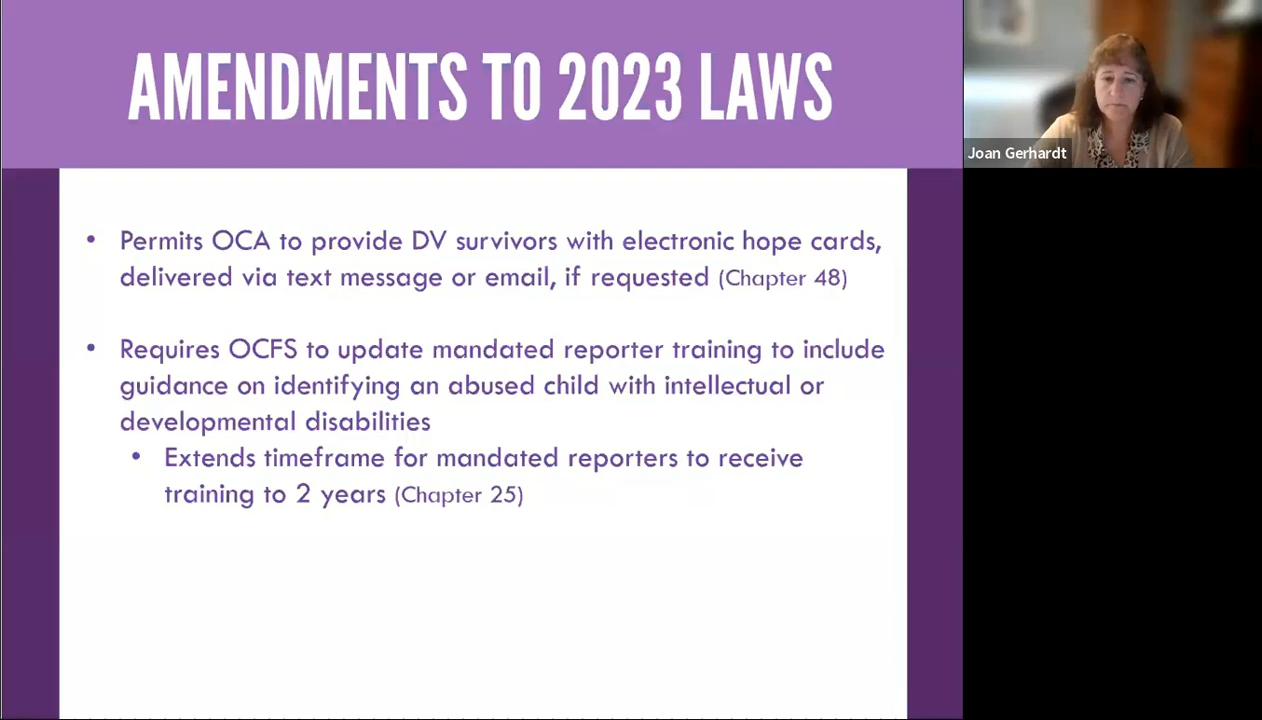 AMENDMENTS TO 2023 LAWS
Joan Gerhardt
• Permits OCA to provide DV survivors with electronic hope cards,
delivered via text message or email, if requested (Chapter 48)
• Requires OCFS to update mandated reporter training to include
guidance on identifying an abused child with intellectual or
developmental disabilities
• Extends timeframe for mandated reporters to receive
training to 2 years (Chapter 25)